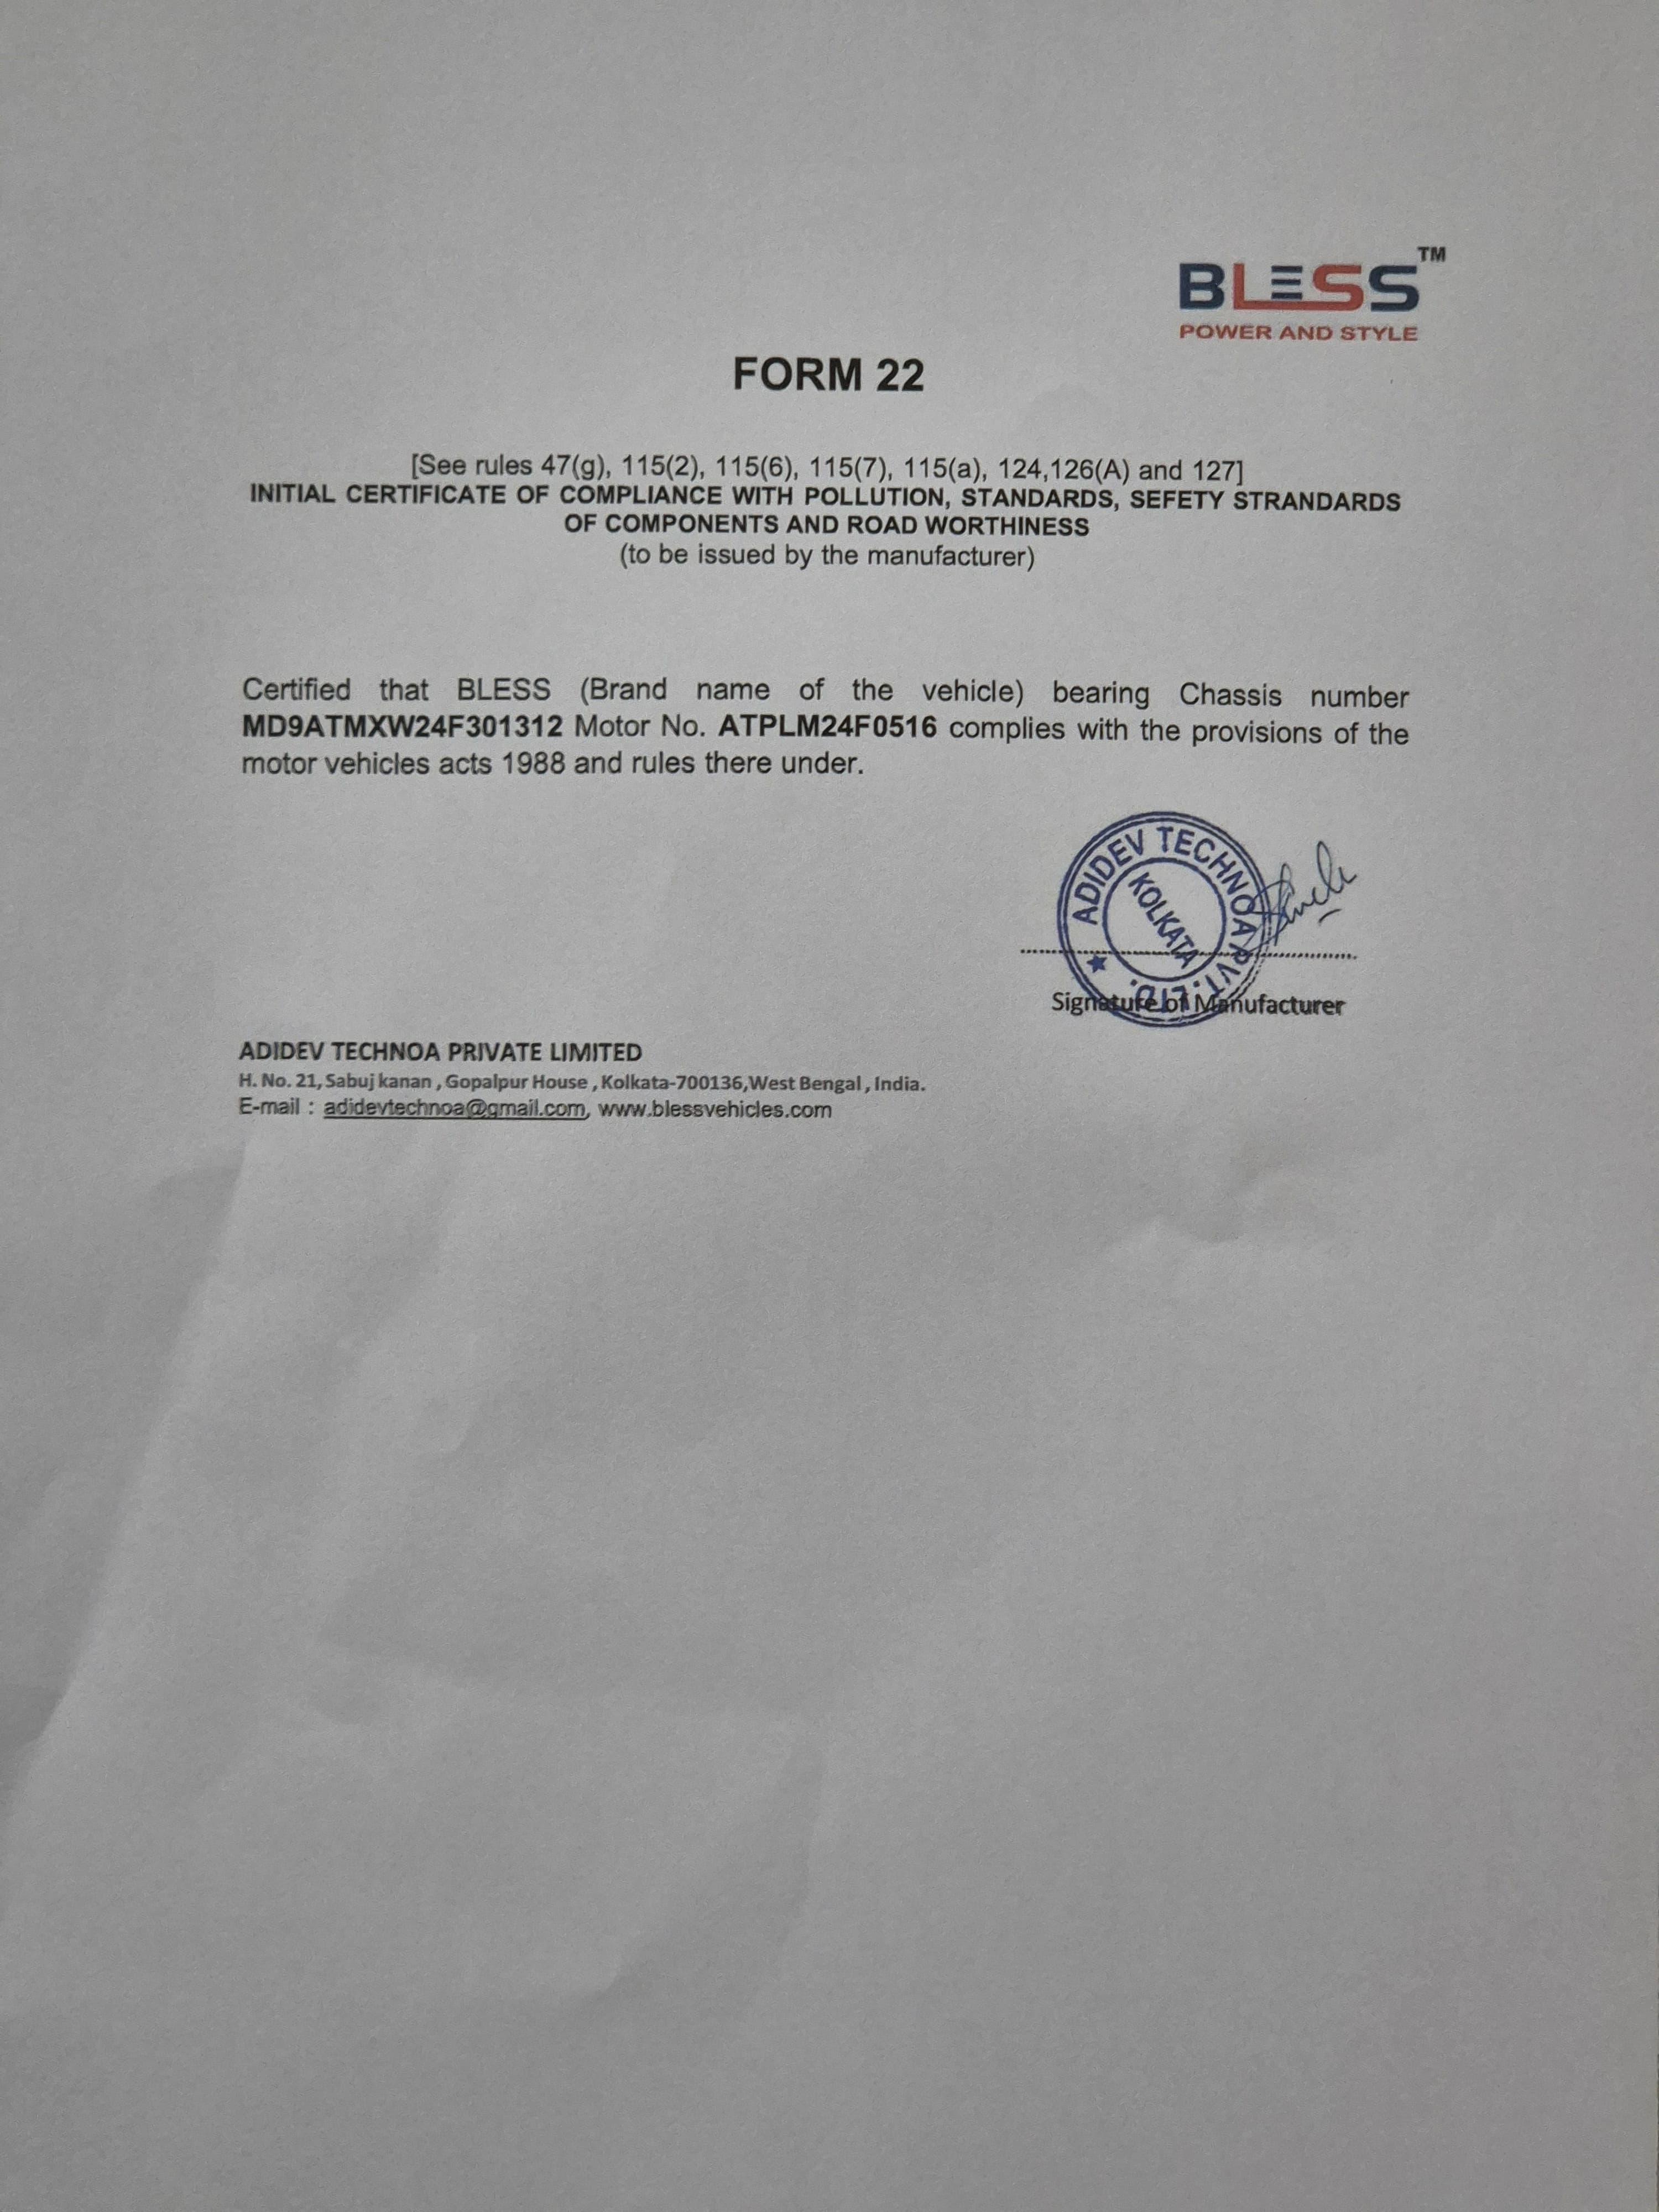 BLESS™
POWER AND STYLE
FORM 22
[See rules 47(g), 115(2), 115(6), 115(7), 115(a), 124,126(A) and 127]
INITIAL CERTIFICATE OF COMPLIANCE WITH POLLUTION, STANDARDS, SEFETY STRANDARDS
OF COMPONENTS AND ROAD WORTHINESS
(to be issued by the manufacturer)
Certified that BLESS (Brand name of the vehicle) bearing Chassis number
MD9ATMXW24F301312 Motor No. ATPLM24F0516 complies with the provisions of the
motor vehicles acts 1988 and rules there under.
ADIDEV TECHNOA PVT. LTD.
KOLKATA
Signature of Manufacturer
ADIDEV TECHNOA PRIVATE LIMITED
H. No. 21, Sabuj kanan , Gopalpur House , Kolkata-700136,West Bengal , India.
E-mail : adidevtechnoa@gmail.com, www.blessvehicles.com